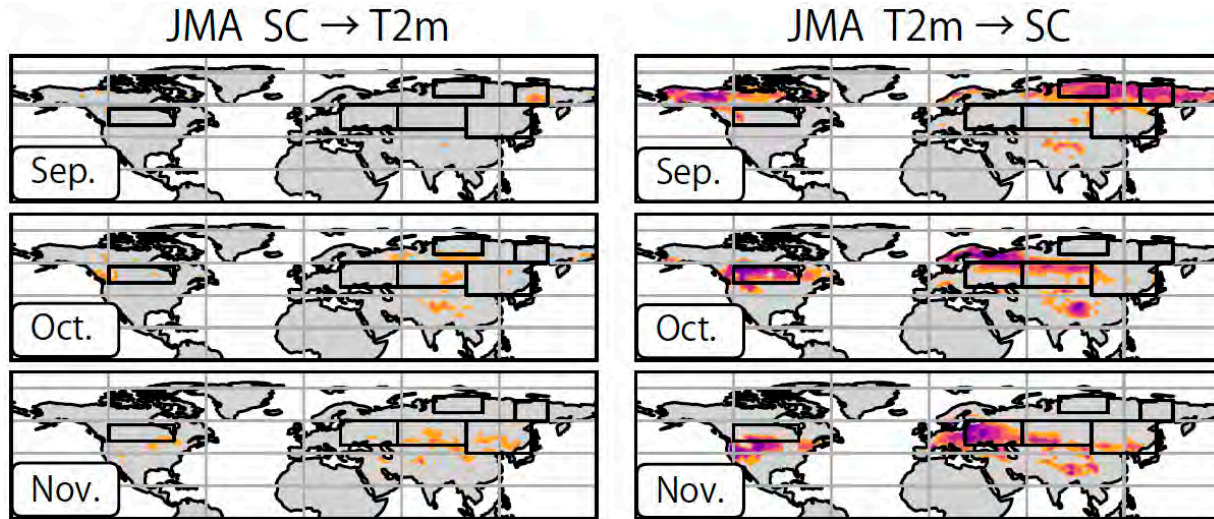 JMA SC → T2m
JMA T2m → SC
Sep.
Sep.
Oct.
Oct.
Nov.
Nov.